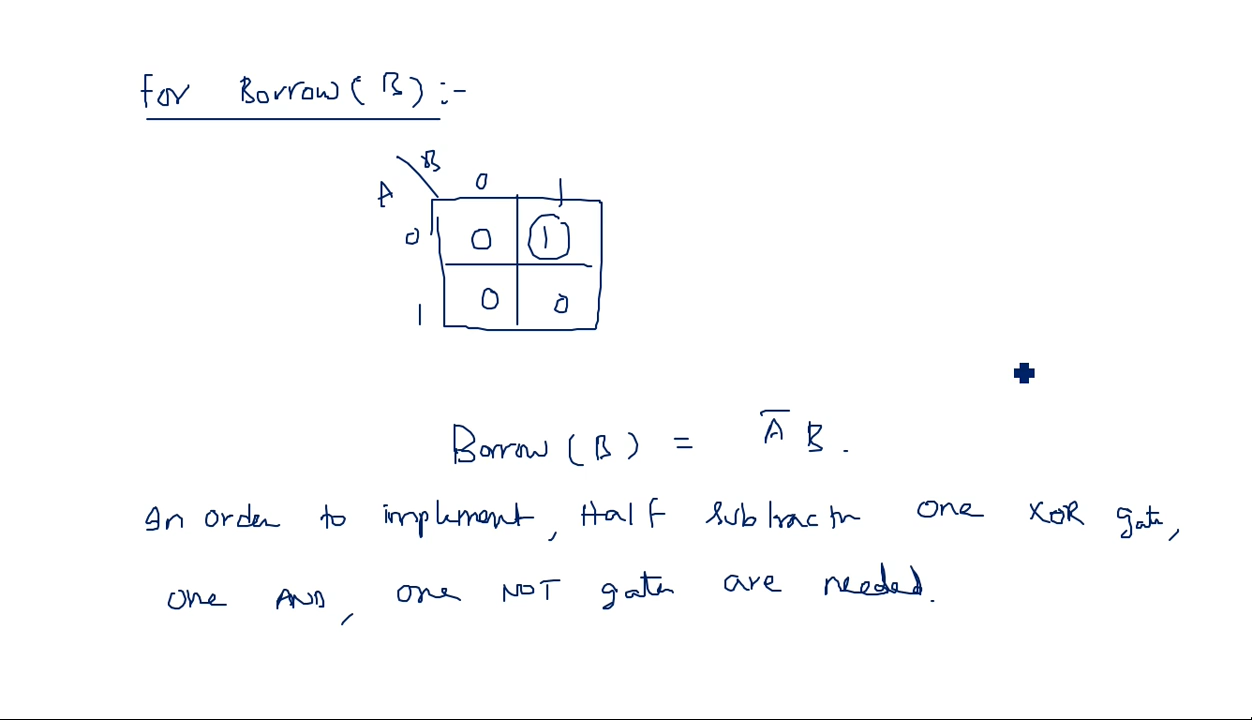 For Borrow(B):-
B
A
0 1
0 0 1
1 0 0
Borrow(B) = A̅ B.
In order to implement, Half subtractor one XOR gate,
one AND, one NOT gates are needed.